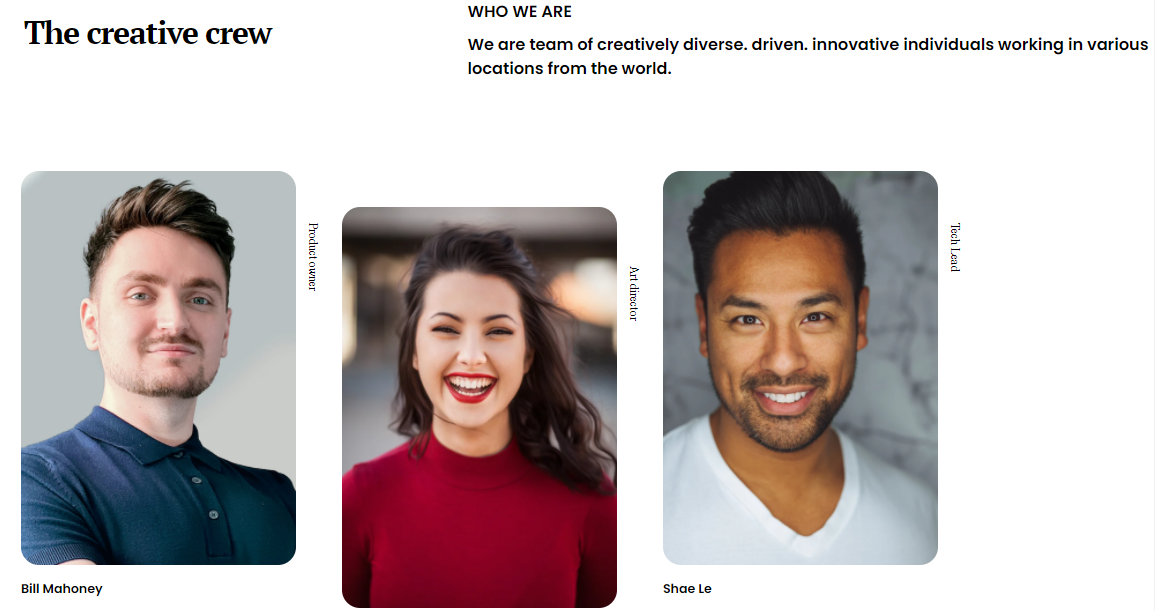 The creative crew
WHO WE ARE
We are team of creatively diverse. driven. innovative individuals working in various
locations from the world.
Product owner
Art director
Tech Lead
Bill Mahoney
Shae Le